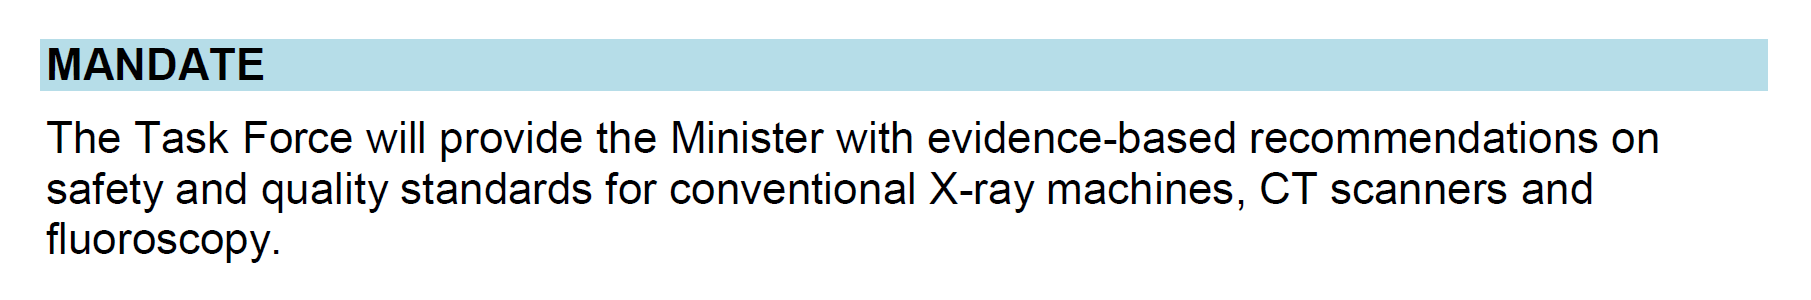 MANDATE
The Task Force will provide the Minister with evidence-based recommendations on
safety and quality standards for conventional X-ray machines, CT scanners and
fluoroscopy.